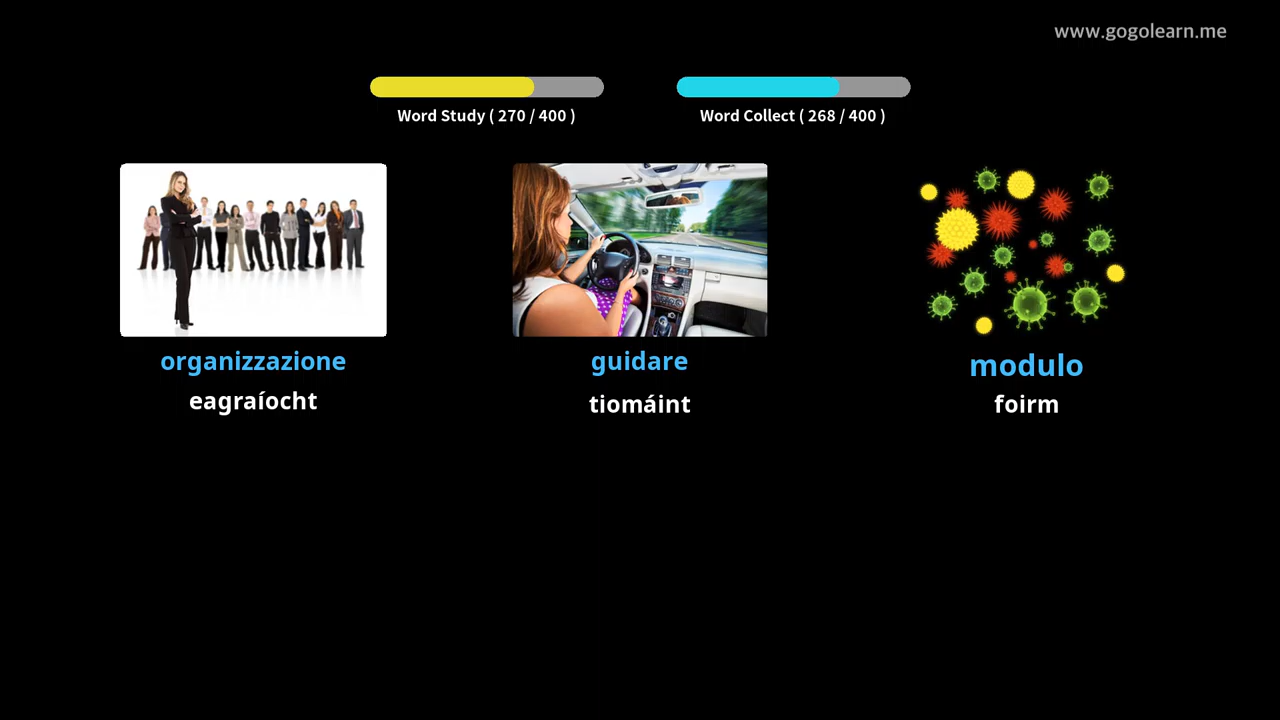 www.gogolearn.me
Word Study ( 270 / 400 )
Word Collect ( 268 / 400 )
organizzazione
eagraíocht
guidare
tiomáint
modulo
foirm